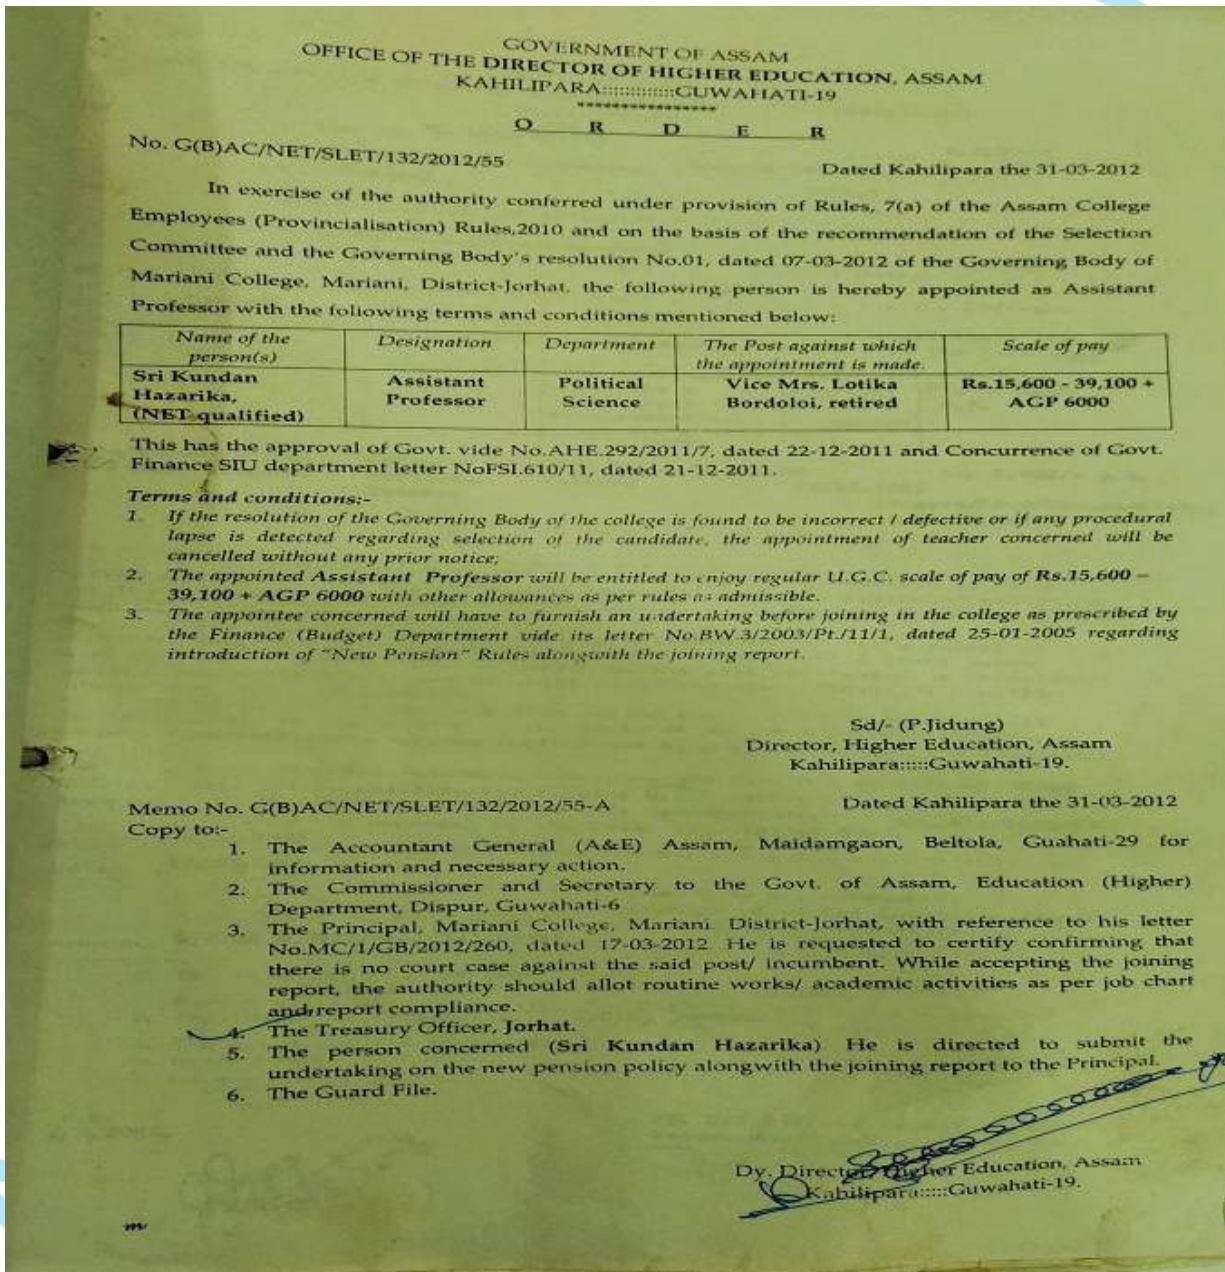 GOVERNMENT OF ASSAM
OFFICE OF THE DIRECTOR OF HIGHER EDUCATION, ASSAM
KAHILIPARA:::::::::::::GUWAHATI-19
****************
O R D E R
No. G(B)AC/NET/SLET/132/2012/55
Dated Kahilipara the 31-03-2012
In exercise of the authority conferred under provision of Rules, 7(a) of the Assam College
Employees (Provincialisation) Rules,2010 and on the basis of the recommendation of the Selection
Committee and the Governing Body's resolution No.01, dated 07-03-2012 of the Governing Body of
Mariani College, Mariani, District-Jorhat, the following person is hereby appointed as Assistant
Professor with the following terms and conditions mentioned below:
Name of the person(s) Designation Department The Post against which the appointment is made. Scale of pay
Sri Kundan Hazarika, (NET qualified) Assistant Professor Political Science Vice Mrs. Lotika Bordoloi, retired Rs.15,600 - 39,100 + AGP 6000
This has the approval of Govt. vide No.AHE.292/2011/7, dated 22-12-2011 and Concurrence of Govt.
Finance SIU department letter NoFSI.610/11, dated 21-12-2011.
Terms and conditions:-
1. If the resolution of the Governing Body of the college is found to be incorrect / defective or if any procedural
lapse is detected regarding selection of the candidate, the appointment of teacher concerned will be
cancelled without any prior notice;
2. The appointed Assistant Professor will be entitled to enjoy regular U.G.C. scale of pay of Rs.15,600 –
39,100 + AGP 6000 with other allowances as per rules as admissible.
3. The appointee concerned will have to furnish an undertaking before joining in the college as prescribed by
the Finance (Budget) Department vide its letter No.BW.3/2003/Pt./11/1, dated 25-01-2005 regarding
introduction of "New Pension" Rules alongwith the joining report.
Sd/- (P.Jidung)
Director, Higher Education, Assam
Kahilipara:::::Guwahati-19.
Memo No. G(B)AC/NET/SLET/132/2012/55-A
Dated Kahilipara the 31-03-2012
Copy to:-
1. The Accountant General (A&E) Assam, Maidamgaon, Beltola, Guahati-29 for
information and necessary action.
2. The Commissioner and Secretary to the Govt. of Assam, Education (Higher)
Department, Dispur, Guwahati-6
3. The Principal, Mariani College, Mariani. District-Jorhat, with reference to his letter
No.MC/1/GB/2012/260, dated 17-03-2012. He is requested to certify confirming that
there is no court case against the said post/ incumbent. While accepting the joining
report, the authority should allot routine works/ academic activities as per job chart
and report compliance.
4. The Treasury Officer, Jorhat.
5. The person concerned (Sri Kundan Hazarika) He is directed to submit the
undertaking on the new pension policy alongwith the joining report to the Principal.
6. The Guard File.
Dy. Director, Higher Education, Assam
Kahilipara:::::Guwahati-19.